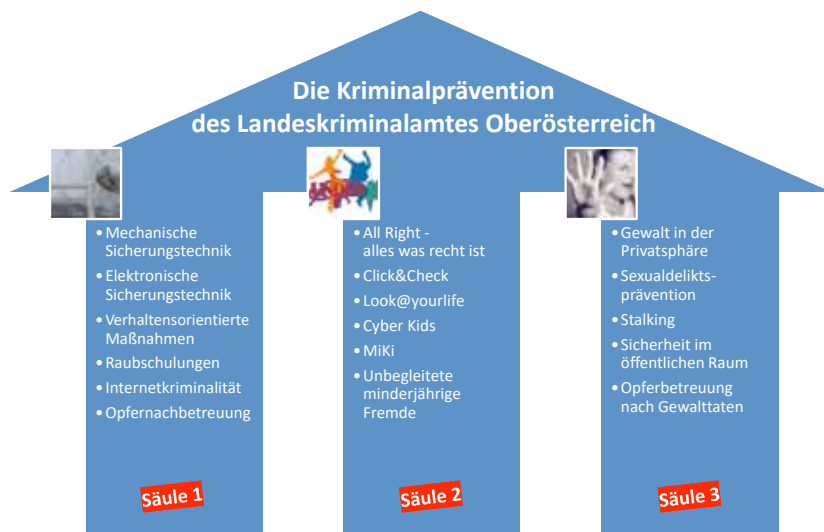 Die Kriminalprävention
des Landeskriminalamtes Oberösterreich
• Mechanische
Sicherungstechnik
• Elektronische
Sicherungstechnik
• Verhaltensorientierte
Maßnahmen
• Raubschulungen
• Internetkriminalität
• Opfernachbetreuung
Säule 1
• All Right -
alles was recht ist
• Click&Check
• Look@yourlife
• Cyber Kids
• MiKi
• Unbegleitete
minderjährige
Fremde
Säule 2
• Gewalt in der
Privatsphäre
• Sexualdelikts-
prävention
• Stalking
• Sicherheit im
öffentlichen Raum
• Opferbetreuung
nach Gewalttaten
Säule 3